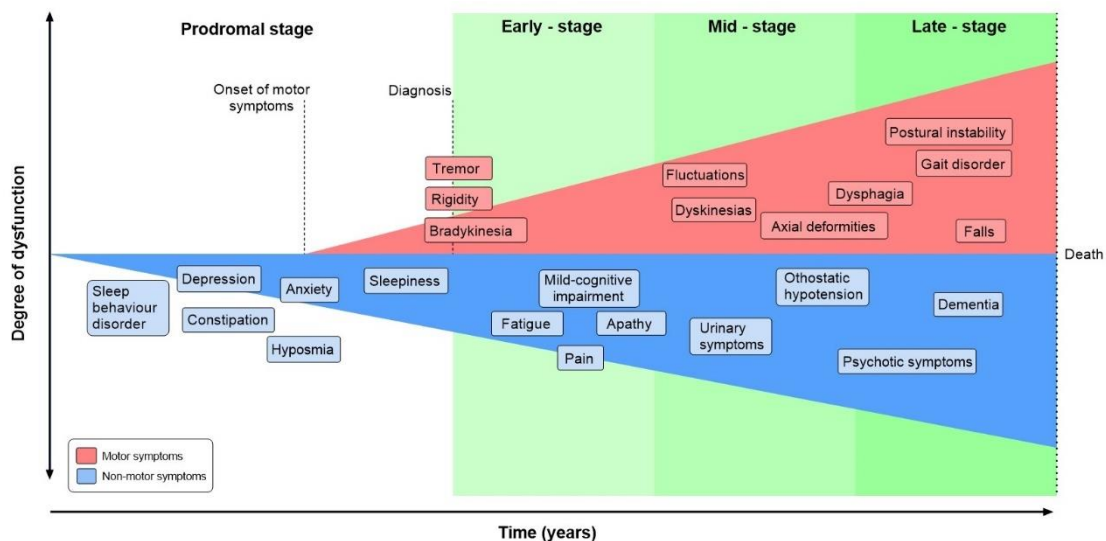 Prodromal stage
Early - stage
Mid - stage
Late - stage
Onset of motor
symptoms
Diagnosis
Degree of dysfunction
Tremor
Rigidity
Bradykinesia
Fluctuations
Dyskinesias
Axial deformities
Dysphagia
Postural instability
Gait disorder
Falls
Death
Sleep
behaviour
disorder
Depression
Constipation
Anxiety
Hyposmia
Sleepiness
Mild-cognitive
impairment
Fatigue
Apathy
Pain
Urinary
symptoms
Othostatic
hypotension
Psychotic symptoms
Dementia
Motor symptoms
Non-motor symptoms
Time (years)